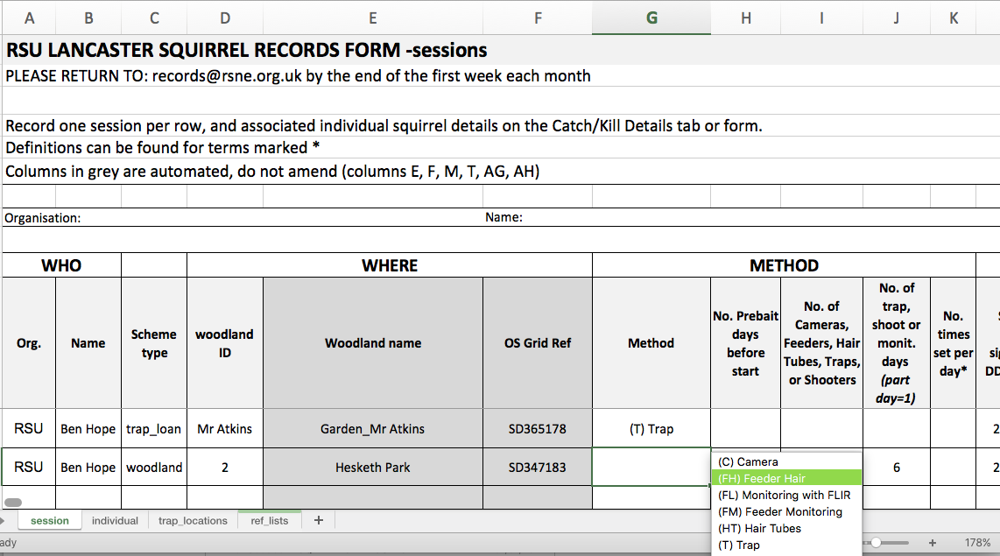 A B C D E F G H I J K
RSU LANCASTER SQUIRREL RECORDS FORM -sessions
PLEASE RETURN TO: records@rsne.org.uk by the end of the first week each month
Record one session per row, and associated individual squirrel details on the Catch/Kill Details tab or form.
Definitions can be found for terms marked *
Columns in grey are automated, do not amend (columns E, F, M, T, AG, AH)
Organisation: Name:
WHO WHERE METHOD
Org.
Name
Scheme
type
woodland
ID
Woodland name
OS Grid Ref
Method
No. Prebait
days
before
start
No. of
Cameras,
Feeders, Hair
Tubes, Traps,
or Shooters
No. of
trap,
shoot or
monit.
days
(part
day=1)
No.
times
set per
day*
DD
RSU Ben Hope trap_loan Mr Atkins Garden_Mr Atkins SD365178 (T) Trap 2
RSU Ben Hope woodland 2 Hesketh Park SD347183 6 2
(C) Camera
(FH) Feeder Hair
(FL) Monitoring with FLIR
(FM) Feeder Monitoring
(HT) Hair Tubes
(T) Trap
session individual trap_locations ref_lists +
ady + 178%